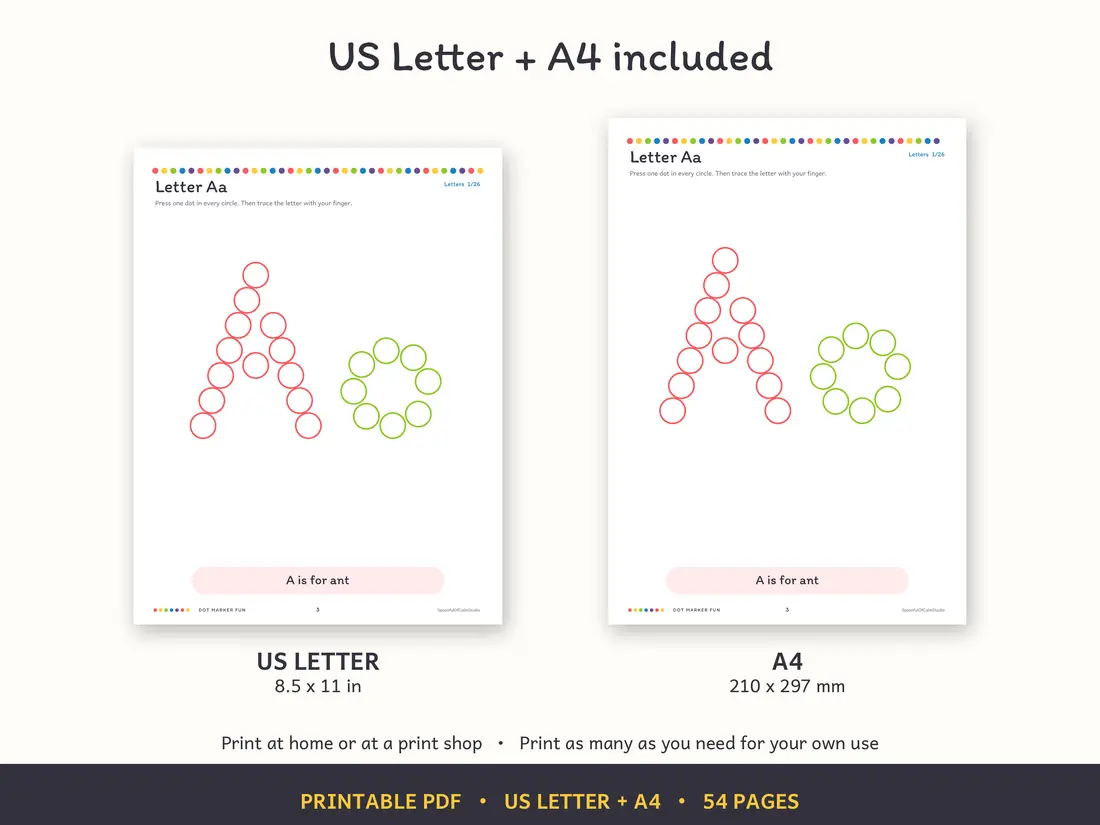 US Letter + A4 included
Letter Aa
Letters 1/26
Press one dot in every circle. Then trace the letter with your finger.
A is for ant
DOT MARKER FUN
3
SpoonfulOfCalmStudio
Letter Aa
Letters 1/26
Press one dot in every circle. Then trace the letter with your finger.
A is for ant
DOT MARKER FUN
3
SpoonfulOfCalmStudio
US LETTER
8.5 x 11 in
A4
210 x 297 mm
Print at home or at a print shop • Print as many as you need for your own use
PRINTABLE PDF • US LETTER + A4 • 54 PAGES